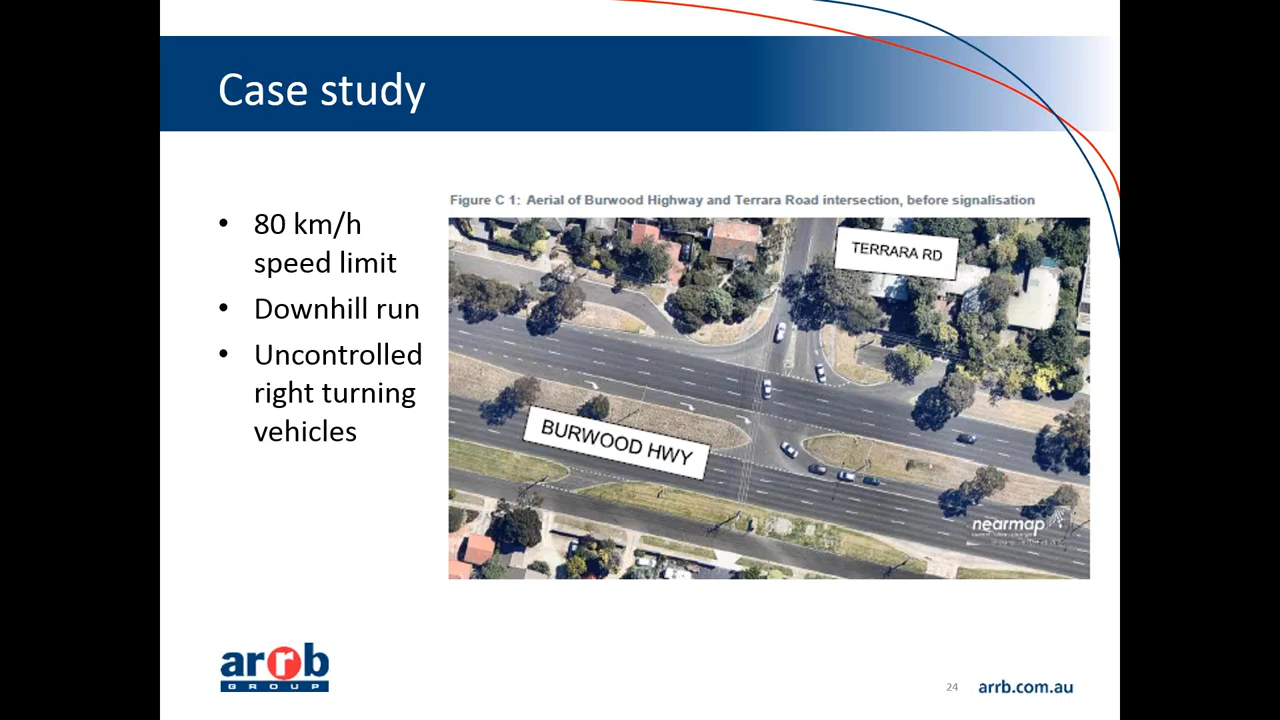 Case study
• 80 km/h
speed limit
• Downhill run
• Uncontrolled
right turning
vehicles
Figure C 1: Aerial of Burwood Highway and Terrara Road intersection, before signalisation
TERRARA RD
BURWOOD HWY
nearmap
arrb
GROUP
24
arrb.com.au